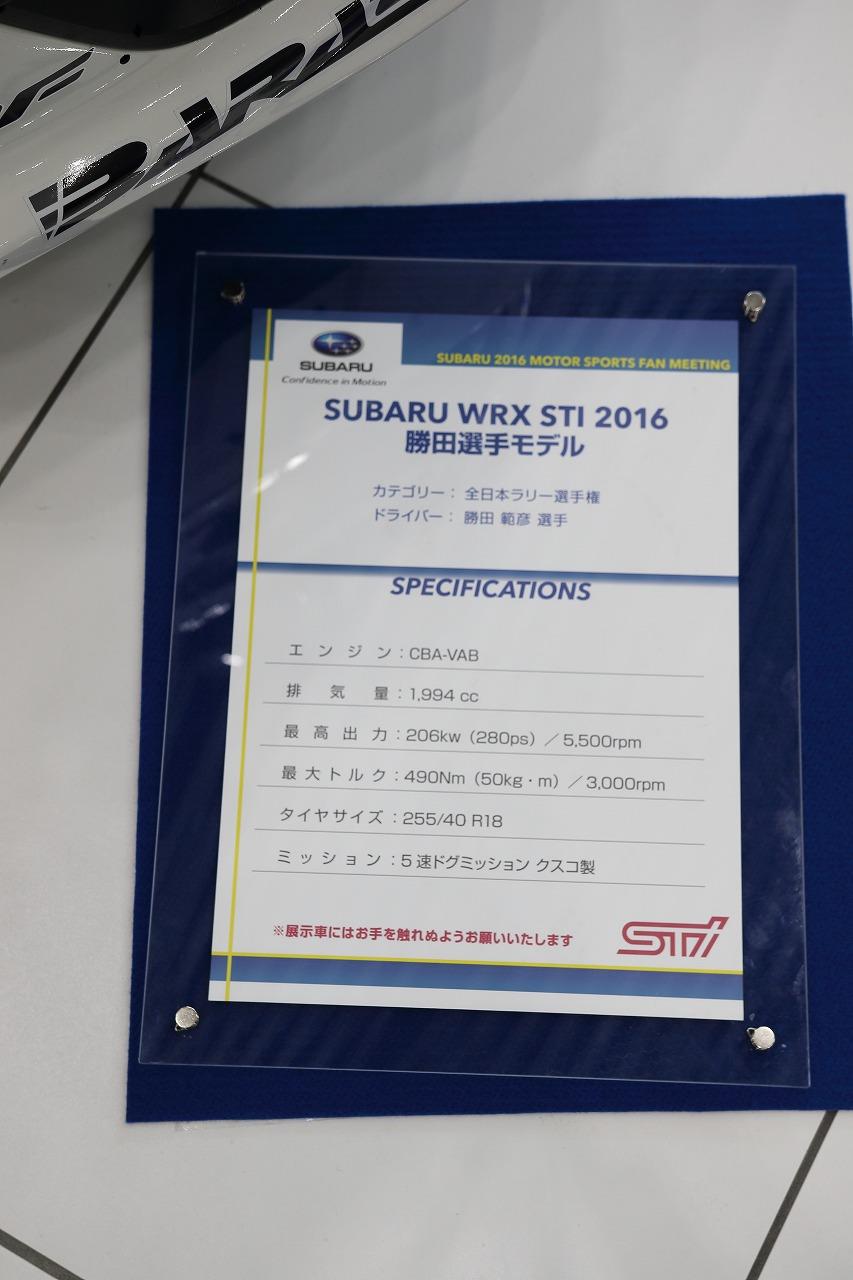 SUBARU
Confidence in Motion
SUBARU 2016 MOTOR SPORTS FAN MEETING
SUBARU WRX STI 2016
勝田選手モデル
カテゴリー： 全日本ラリー選手権
ドライバー： 勝田 範彦 選手
SPECIFICATIONS
エンジン：CBA-VAB
排気量：1,994 cc
最高出力：206kw（280ps）／5,500rpm
最大トルク：490Nm（50kg・m）／3,000rpm
タイヤサイズ：255/40 R18
ミッション：5 速ドグミッション クスコ製
※展示車にはお手を触れぬようお願いいたします
STi